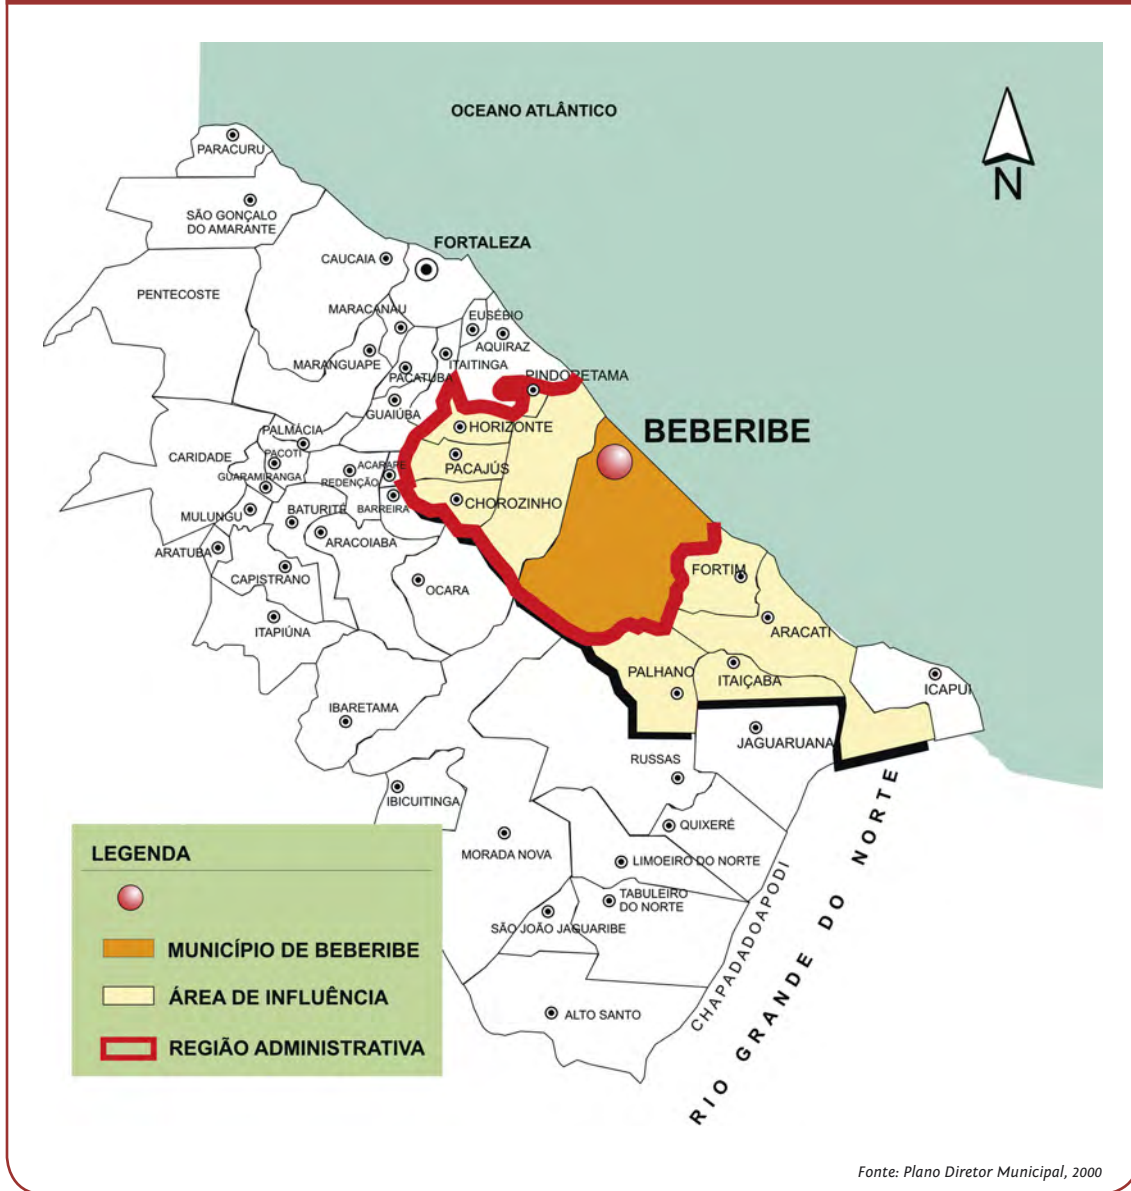 OCEANO ATLÂNTICO
N
PARACURU
SÃO GONÇALO
DO AMARANTE
FORTALEZA
CAUCAIA
PENTECOSTE
MARACANAÚ
EUSÉBIO
AQUIRAZ
MARANGUAPE
ITAITINGA
PACATUBA
PINDORETAMA
GUAIÚBA
HORIZONTE
BEBERIBE
PALMÁCIA
CARIDADE
PACOTI
ACARAPE
PACAJÚS
GUARAMIRANGA
REDENÇÃO
CHOROZINHO
MULUNGU
BATURITÉ
BARREIRA
ARACOIABA
ARATUBA
CAPISTRANO
OCARA
FORTIM
ITAPIÚNA
ARACATI
PALHANO
ITAIÇABA
ICAPUI
IBARETAMA
JAGUARUANA
RUSSAS
IBICUITINGA
QUIXERÉ
MORADA NOVA
LIMOEIRO DO NORTE
TABULEIRO
DO NORTE
SÃO JOÃO JAGUARIBE
ALTO SANTO
CHAPADADOAPODI
RIO GRANDE DO NORTE
LEGENDA
MUNICÍPIO DE BEBERIBE
ÁREA DE INFLUÊNCIA
REGIÃO ADMINISTRATIVA
Fonte: Plano Diretor Municipal, 2000